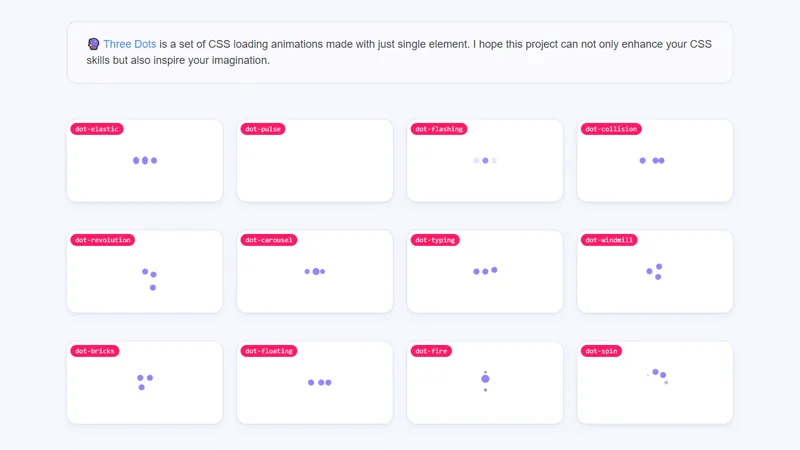 Three Dots is a set of CSS loading animations made with just single element. I hope this project can not only enhance your CSS
skills but also inspire your imagination.
dot-elastic
dot-pulse
dot-flashing
dot-collision
dot-revolution
dot-carousel
dot-typing
dot-windmill
dot-bricks
dot-floating
dot-fire
dot-spin